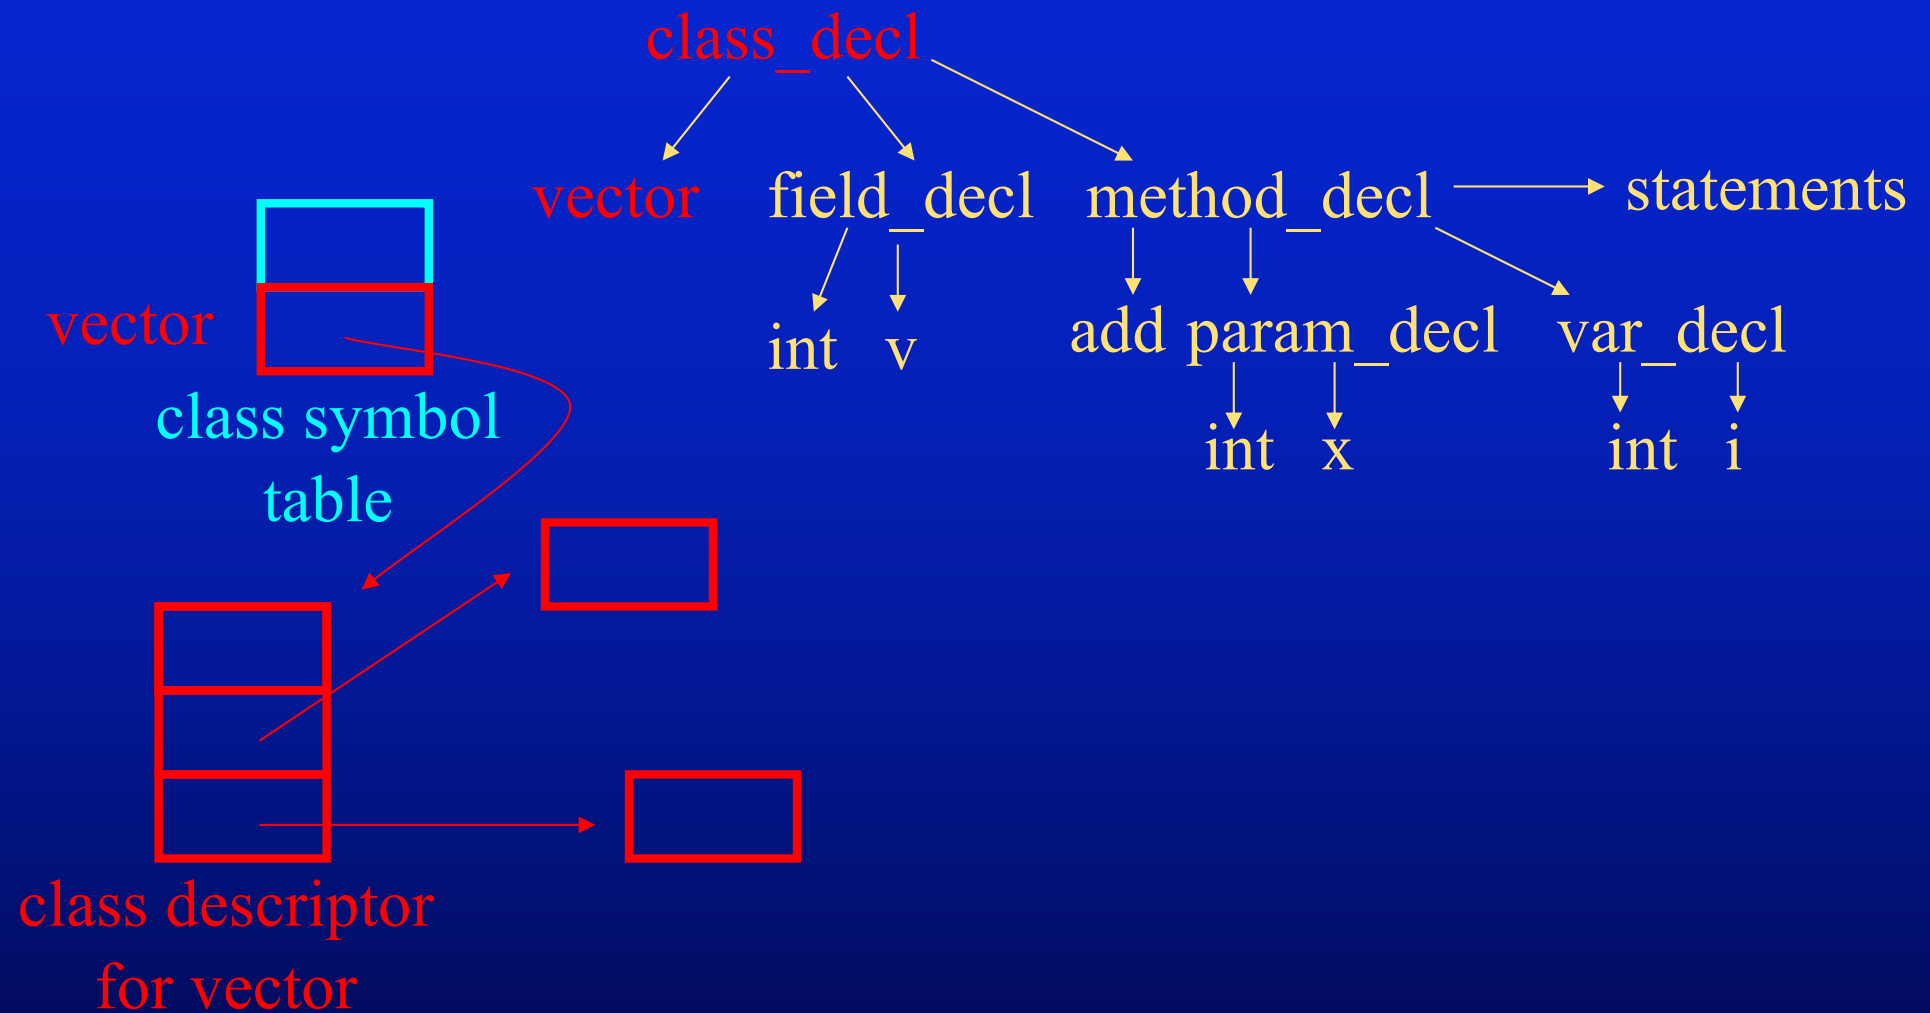 class_decl
vector field_decl method_decl statements
vector
int v
add param_decl var_decl
int x
int i
class symbol
table
class descriptor
for vector